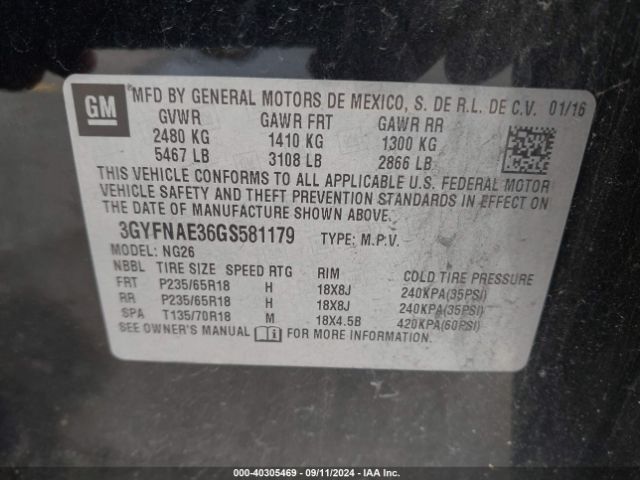 GM
*MFD BY GENERAL MOTORS DE MEXICO, S. DE R.L. DE C.V. 01/16
GVWR GAWR FRT GAWR RR
2480 KG 1410 KG 1300 KG
5467 LB 3108 LB 2866 LB
THIS VEHICLE CONFORMS TO ALL APPLICABLE U.S. FEDERAL MOTOR
VEHICLE SAFETY AND THEFT PREVENTION STANDARDS IN EFFECT ON
THE DATE OF MANUFACTURE SHOWN ABOVE.
3GYFNAE36GS581179 TYPE: M.P.V.
MODEL: NG26
NBBL TIRE SIZE SPEED RTG RIM COLD TIRE PRESSURE
FRT P235/65R18 H 18X8J 240KPA(35PSI)
RR P235/65R18 H 18X8J 240KPA(35PSI)
SPA T135/70R18 M 18X4.5B 420KPA(60PSI)
SEE OWNER'S MANUAL FOR MORE INFORMATION.
000-40305469 - 09/11/2024 - IAA Inc.